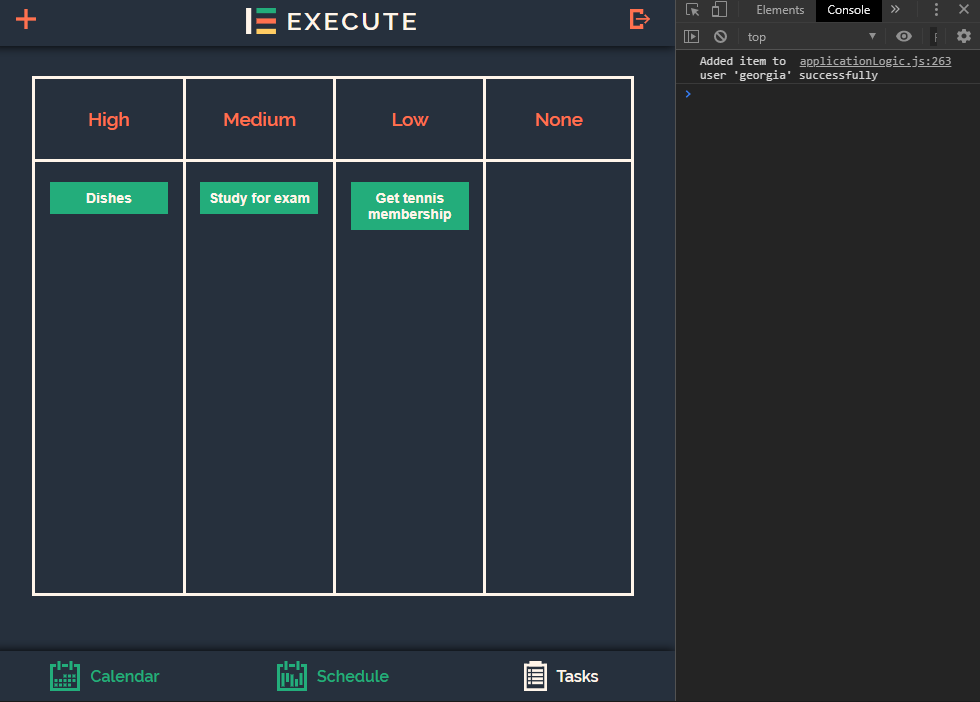 EXECUTE
High
Medium
Low
None
Dishes
Study for exam
Get tennis
membership
Calendar
Schedule
Tasks
Elements
Console
top
Added item to applicationLogic.js:263
user 'georgia' successfully